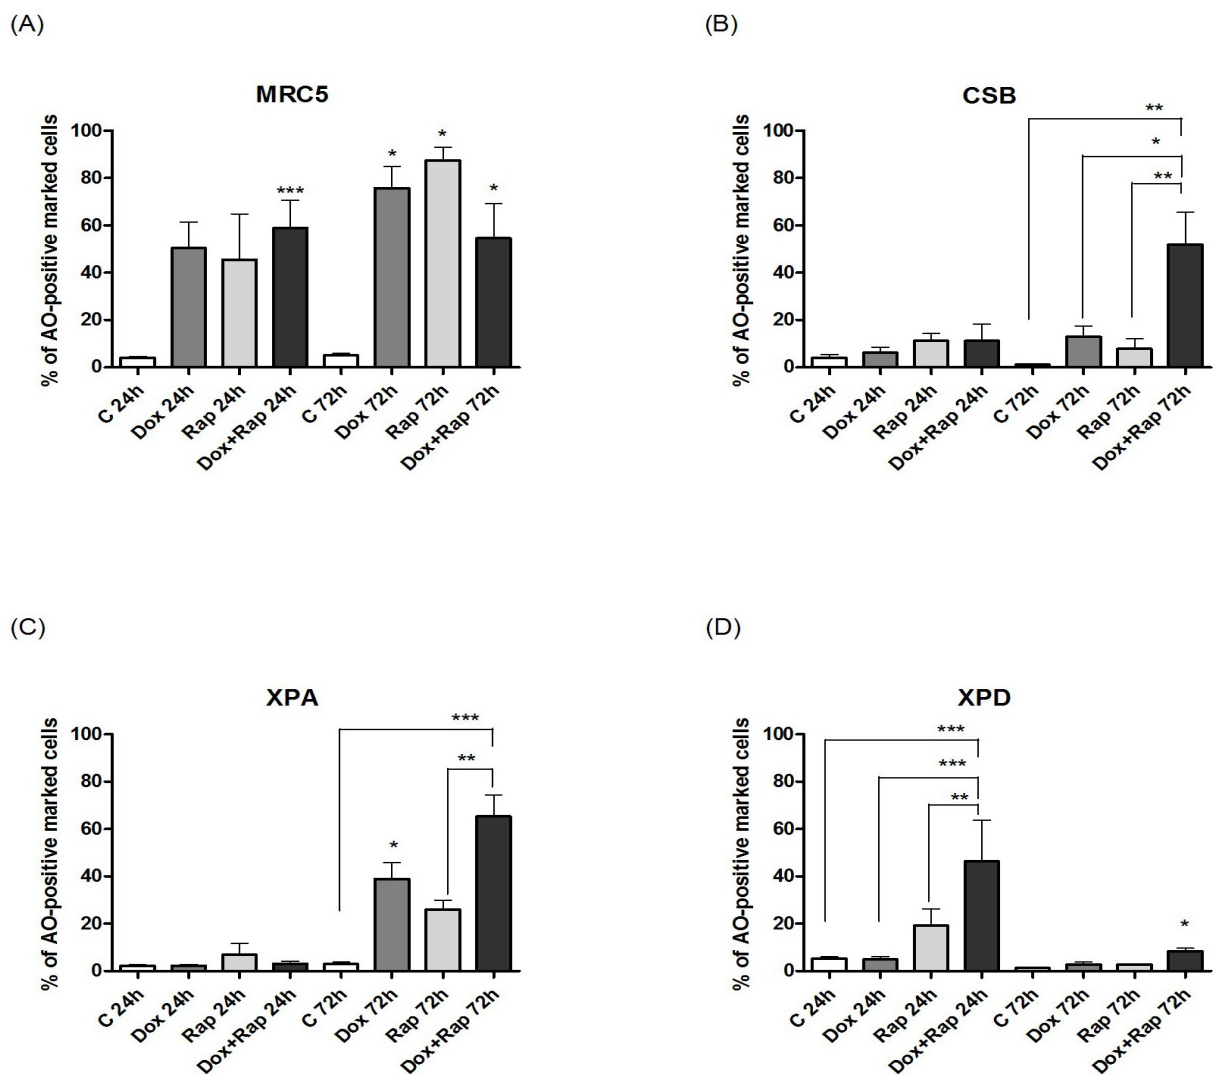 (A)
MRC5
% of AO-positive marked cells
100
80
60
40
20
0
***
*
*
*
C 24h
Dox 24h
Rap 24h
Dox+Rap 24h
C 72h
Dox 72h
Rap 72h
Dox+Rap 72h
(B)
CSB
% of AO-positive marked cells
100
80
60
40
20
0
**
*
**
C 24h
Dox 24h
Rap 24h
Dox+Rap 24h
C 72h
Dox 72h
Rap 72h
Dox+Rap 72h
(C)
XPA
% of AO-positive marked cells
100
80
60
40
20
0
***
**
*
C 24h
Dox 24h
Rap 24h
Dox+Rap 24h
C 72h
Dox 72h
Rap 72h
Dox+Rap 72h
(D)
XPD
% of AO-positive marked cells
100
80
60
40
20
0
***
***
**
*
C 24h
Dox 24h
Rap 24h
Dox+Rap 24h
C 72h
Dox 72h
Rap 72h
Dox+Rap 72h